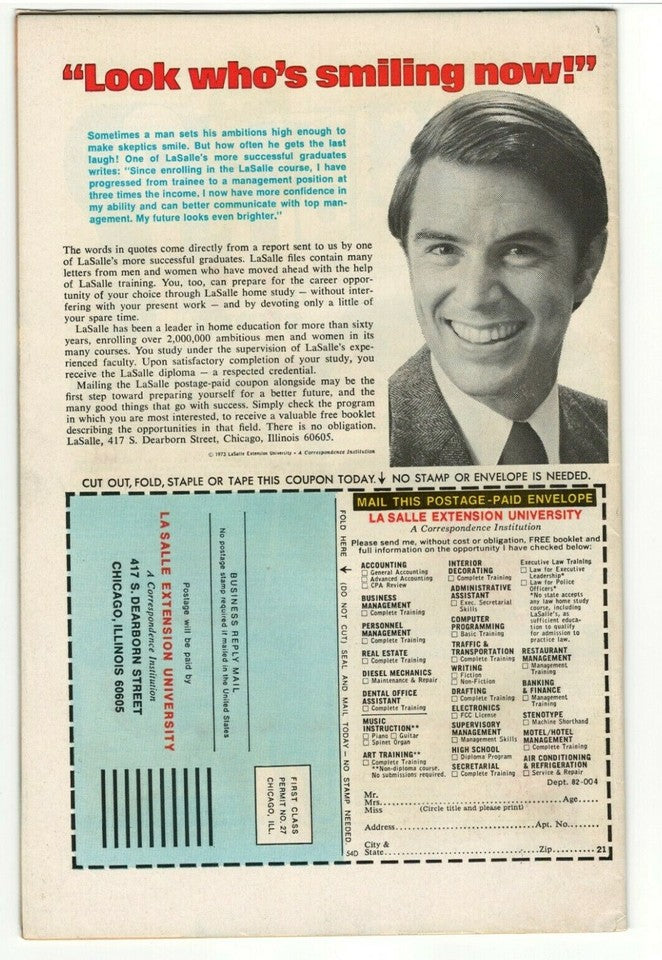 “Look who’s smiling now!”
Sometimes a man sets his ambitions high enough to
make skeptics smile. But how often he gets the last
laugh! One of LaSalle’s more successful graduates
writes: “Since enrolling in the LaSalle course, I have
progressed from trainee to a management position at
three times the income. I now have more confidence in
my ability and can better communicate with top man-
agement. My future looks even brighter.”
The words in quotes come directly from a report sent to us by one
of LaSalle’s more successful graduates. LaSalle files contain many
letters from men and women who have moved ahead with the help
of LaSalle training. You, too, can prepare for the career oppor-
tunity of your choice through LaSalle home study — without inter-
fering with your present work — and by devoting only a little of
your spare time.
LaSalle has been a leader in home education for more than sixty
years, enrolling over 2,000,000 ambitious men and women in its
many courses. You study under the supervision of LaSalle’s expe-
rienced faculty. Upon satisfactory completion of your study, you
receive the LaSalle diploma — a respected credential.
Mailing the LaSalle postage-paid coupon alongside may be the
first step toward preparing yourself for a better future, and the
many good things that go with success. Simply check the program
in which you are most interested, to receive a valuable free booklet
describing the opportunities in that field. There is no obligation.
LaSalle, 417 S. Dearborn Street, Chicago, Illinois 60605.
© 1973 LaSalle Extension University • A Correspondence Institution
CUT OUT, FOLD, STAPLE OR TAPE THIS COUPON TODAY. NO STAMP OR ENVELOPE IS NEEDED.
BUSINESS REPLY MAIL
No postage stamp required if mailed in the United States
Postage will be paid by
LA SALLE EXTENSION UNIVERSITY
A Correspondence Institution
417 S. DEARBORN STREET
CHICAGO, ILLINOIS 60605
FIRST CLASS
PERMIT NO. 27
CHICAGO, ILL.
FOLD HERE (DO NOT CUT) SEAL AND MAIL TODAY – NO STAMP NEEDED.
54D
MAIL THIS POSTAGE-PAID ENVELOPE
LA SALLE EXTENSION UNIVERSITY
A Correspondence Institution
Please send me, without cost or obligation, FREE booklet and
full information on the opportunity I have checked below:
ACCOUNTING
General Accounting
Advanced Accounting
CPA Review
BUSINESS
MANAGEMENT
Complete Training
PERSONNEL
MANAGEMENT
Complete Training
REAL ESTATE
Complete Training
DIESEL MECHANICS
Maintenance & Repair
DENTAL OFFICE
ASSISTANT
Complete Training
MUSIC
INSTRUCTION**
Piano Guitar
Spinet Organ
ART TRAINING**
Complete Training
**Non-diploma course.
No submissions required.
INTERIOR
DECORATING
Complete Training
ADMINISTRATIVE
ASSISTANT
Exec. Secretarial
Skills
COMPUTER
PROGRAMMING
Basic Training
TRAFFIC &
TRANSPORTATION
Complete Training
WRITING
Fiction
Non-Fiction
DRAFTING
Complete Training
ELECTRONICS
FCC License
SUPERVISORY
MANAGEMENT
Management Skills
HIGH SCHOOL
Diploma Program
SECRETARIAL
Complete Training
Executive Law Training
Law for Executive
Leadership*
Law for Police
Officers*
*No state accepts
any law home study
course, including
LaSalle’s, as
sufficient educa-
tion to qualify
for admission to
practice law.
RESTAURANT
MANAGEMENT
Management
Training
BANKING
& FINANCE
Management
Training
STENOTYPE
Machine Shorthand
MOTEL/HOTEL
MANAGEMENT
Complete Training
AIR CONDITIONING
& REFRIGERATION
Service & Repair
Dept. 82-004
Mr.
Mrs. Age
Miss (Circle title and please print)
Address Apt. No.
City &
State Zip 21